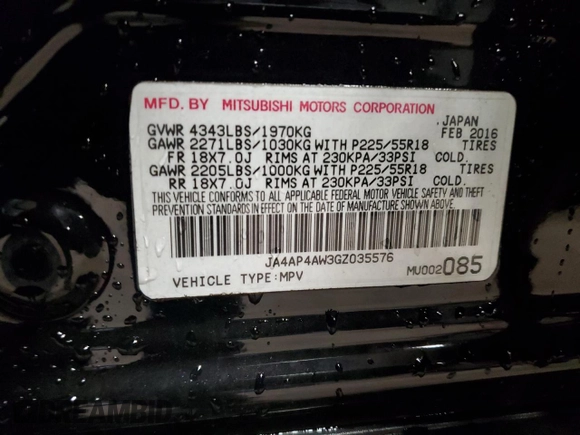 MFD. BY MITSUBISHI MOTORS CORPORATION
. JAPAN
GVWR 4343LBS/1970KG FEB 2016
GAWR 2271LBS/1030KG WITH P225/55R18 TIRES
FR 18X7.0J RIMS AT 230KPA/33PSI COLD.
GAWR 2205LBS/1000KG WITH P225/55R18 TIRES
RR 18X7.0J RIMS AT 230KPA/33PSI COLD.
THIS VEHICLE CONFORMS TO ALL APPLICABLE FEDERAL MOTOR VEHICLE SAFETY AND THEFT
PREVENTION STANDARDS IN EFFECT ON THE DATE OF MANUFACTURE SHOWN ABOVE.
JA4AP4AW3GZ035576
VEHICLE TYPE:MPV MU002085